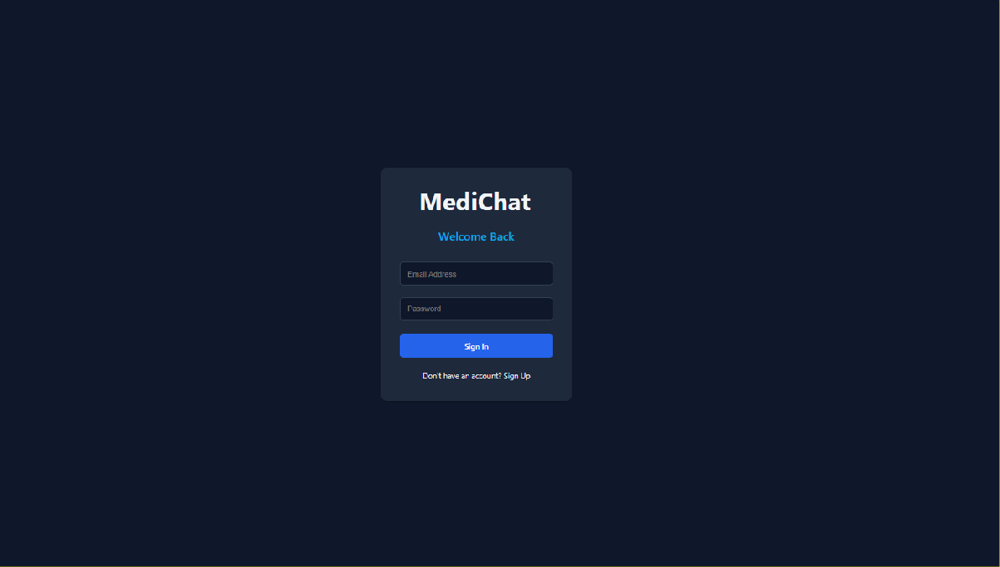 MediChat
Welcome Back
Email Address
Password
Sign In
Don't have an account? Sign Up